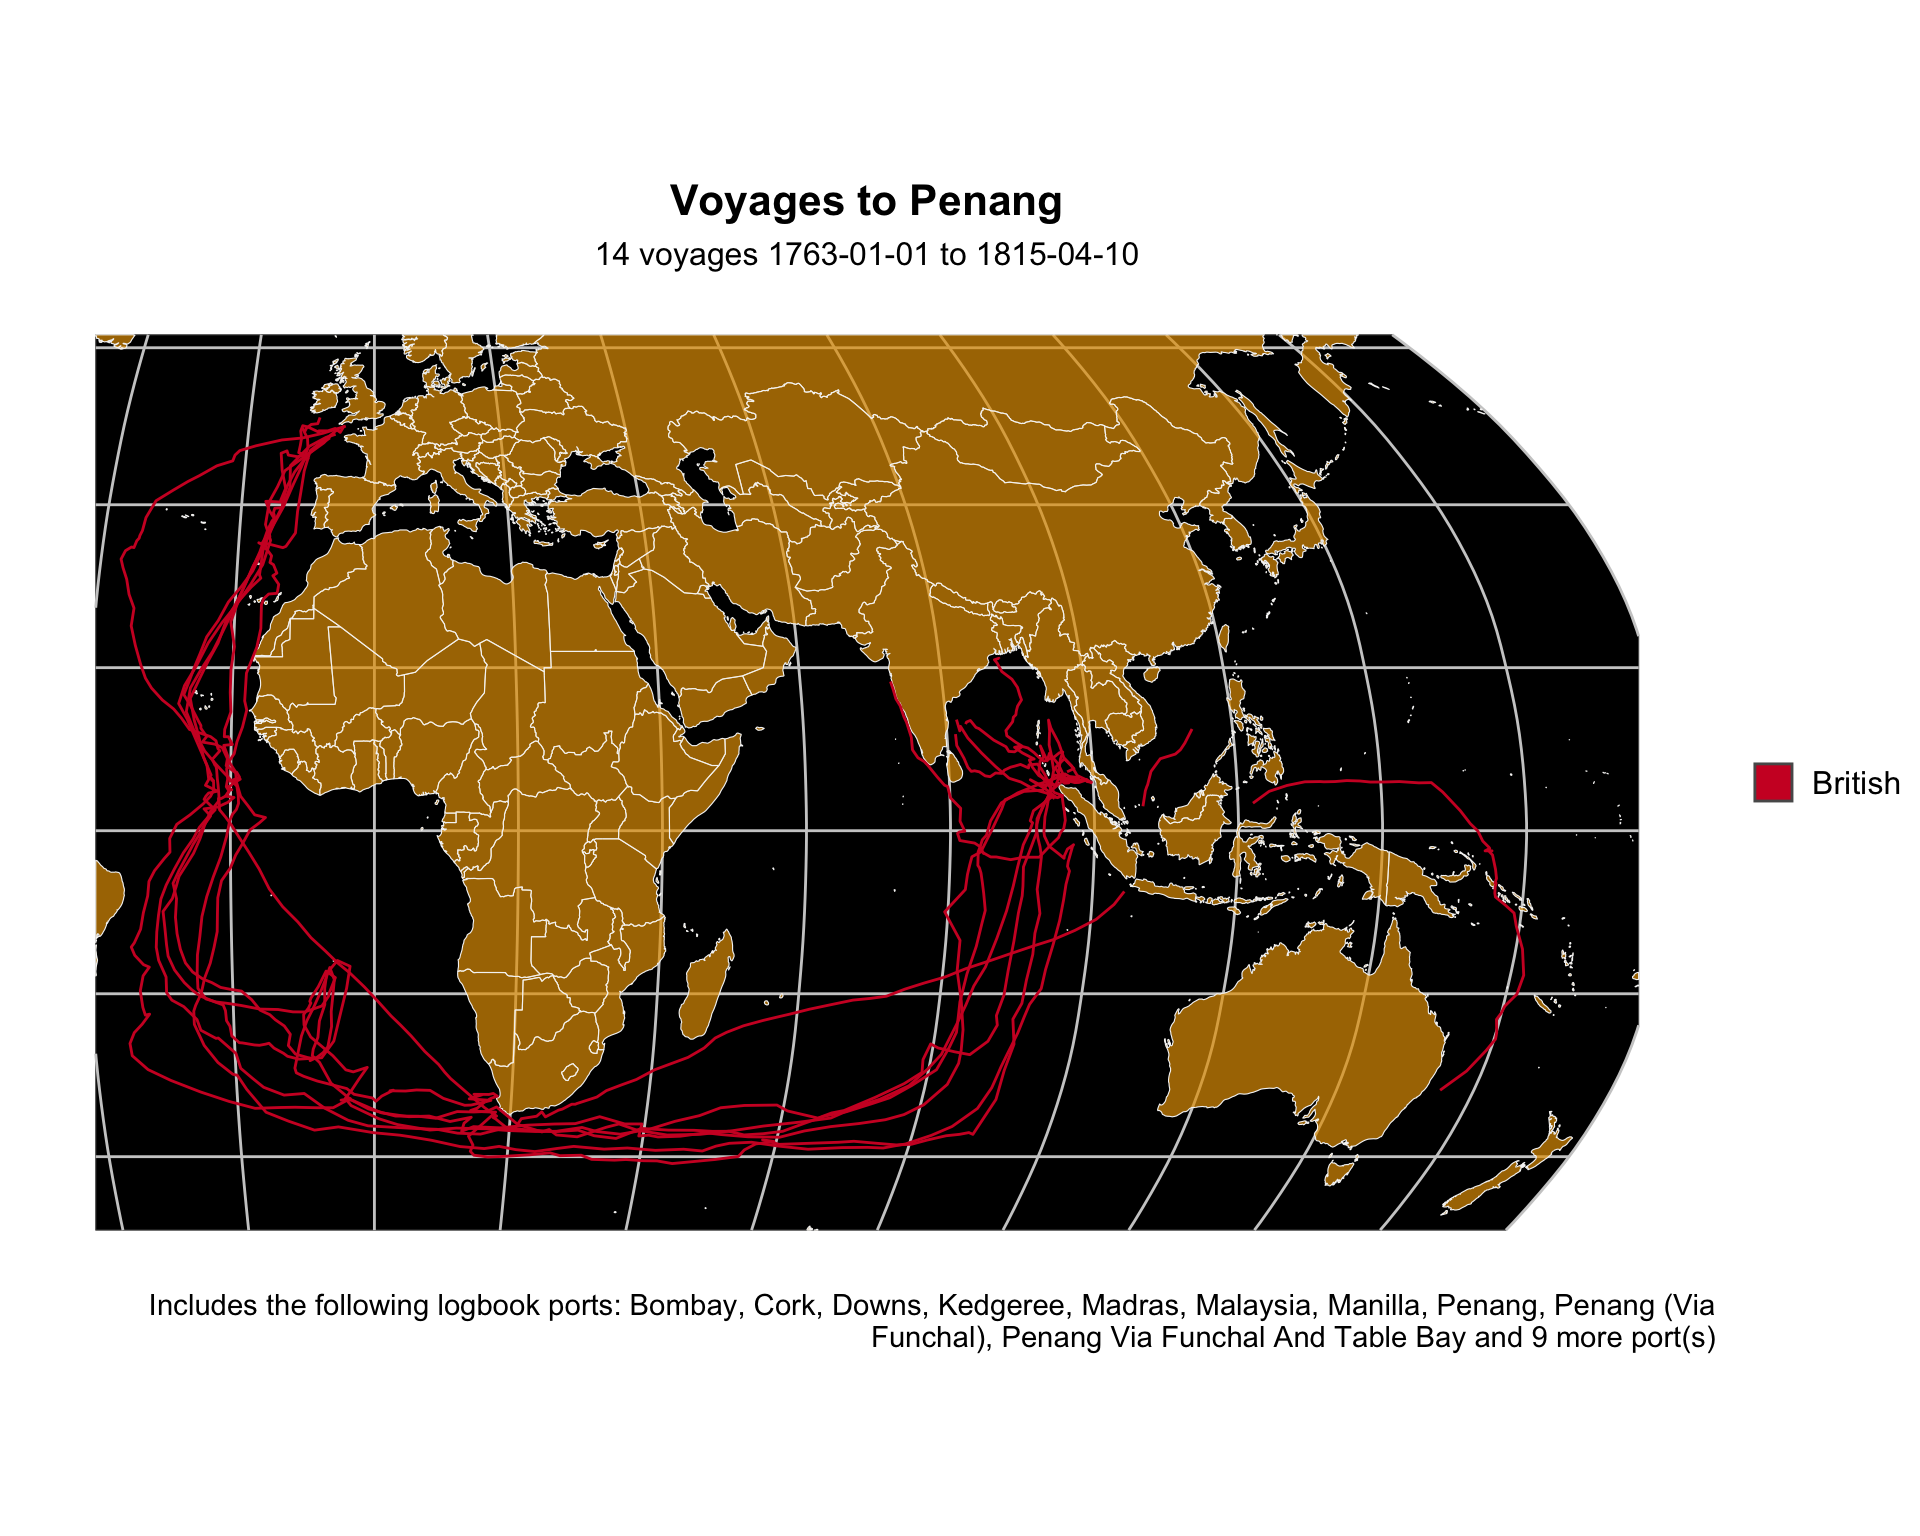 Voyages to Penang
14 voyages 1763-01-01 to 1815-04-10
British
Includes the following logbook ports: Bombay, Cork, Downs, Kedgeree, Madras, Malaysia, Manilla, Penang, Penang (Via
Funchal), Penang Via Funchal And Table Bay and 9 more port(s)